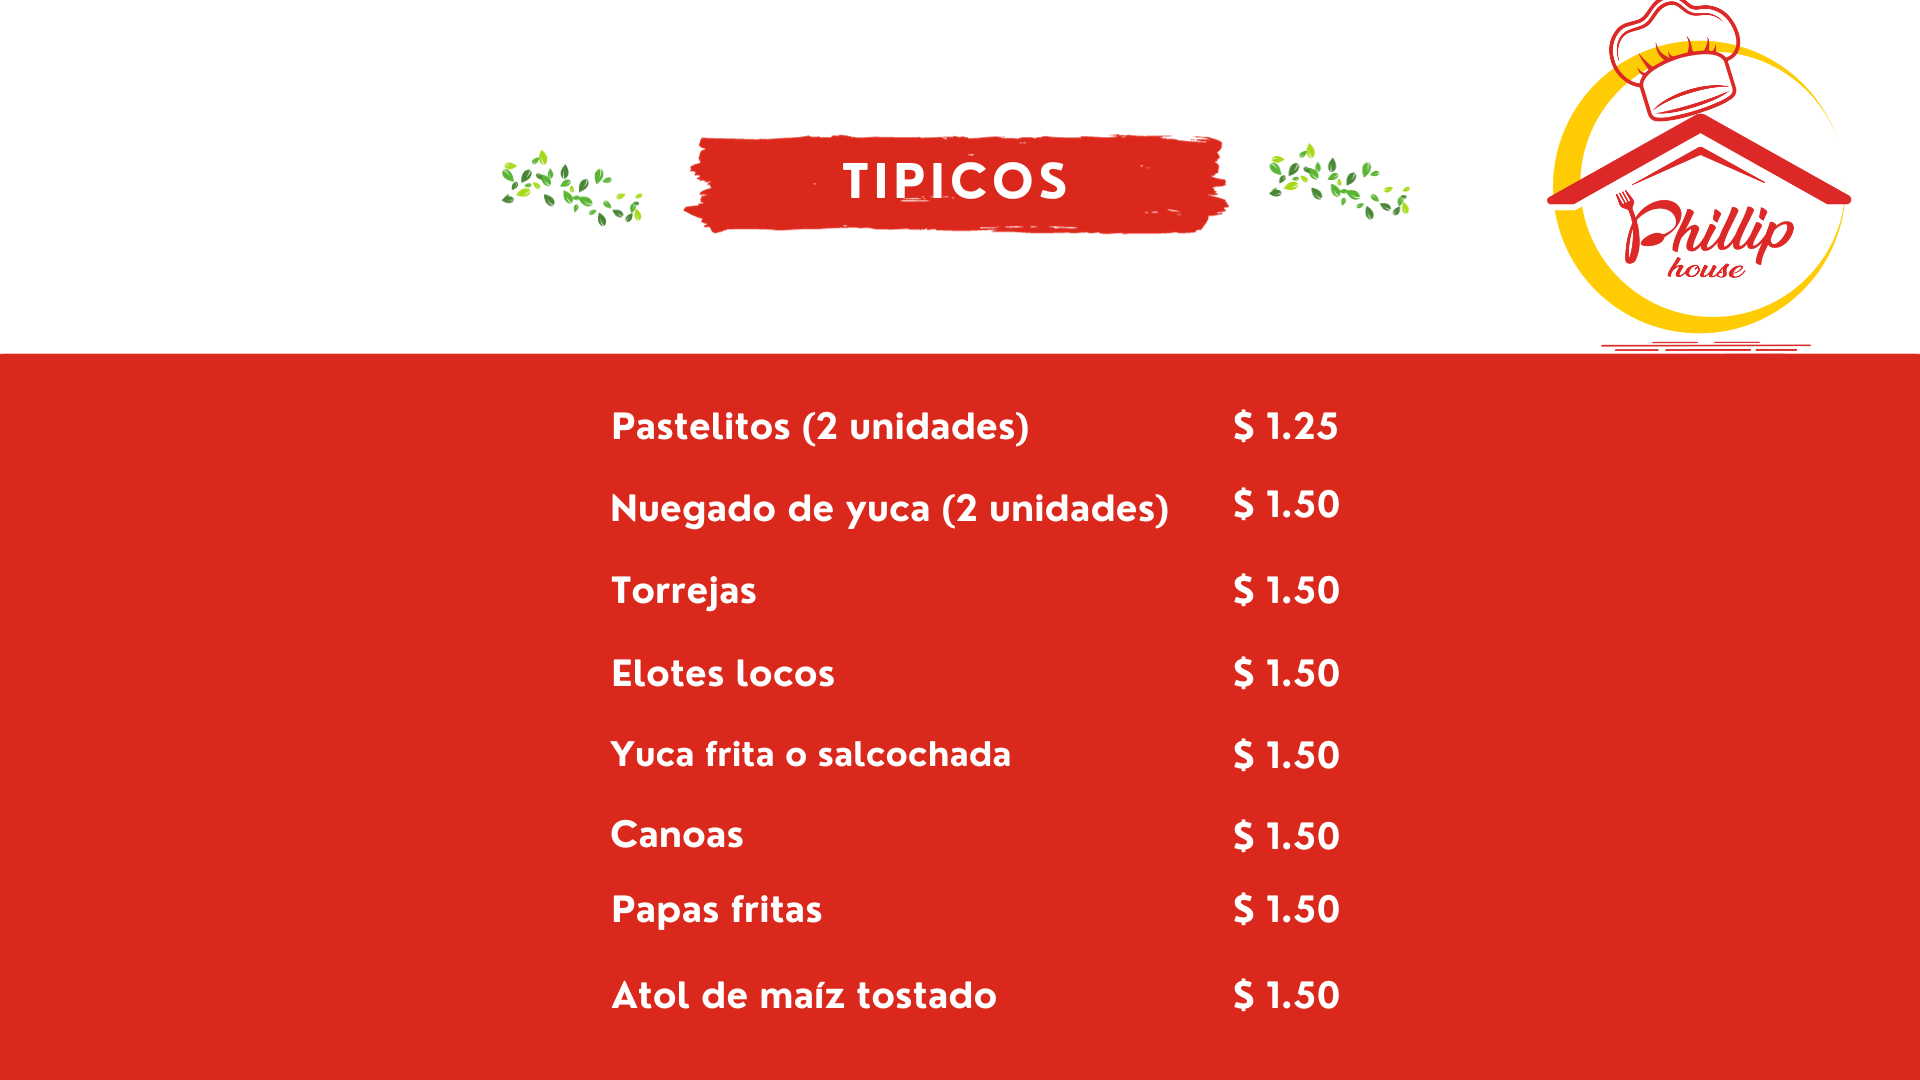 TIPICOS
Phillip
house
Pastelitos (2 unidades) $ 1.25
Nuegado de yuca (2 unidades) $ 1.50
Torrejas $ 1.50
Elotes locos $ 1.50
Yuca frita o salcochada $ 1.50
Canoas $ 1.50
Papas fritas $ 1.50
Atol de maíz tostado $ 1.50